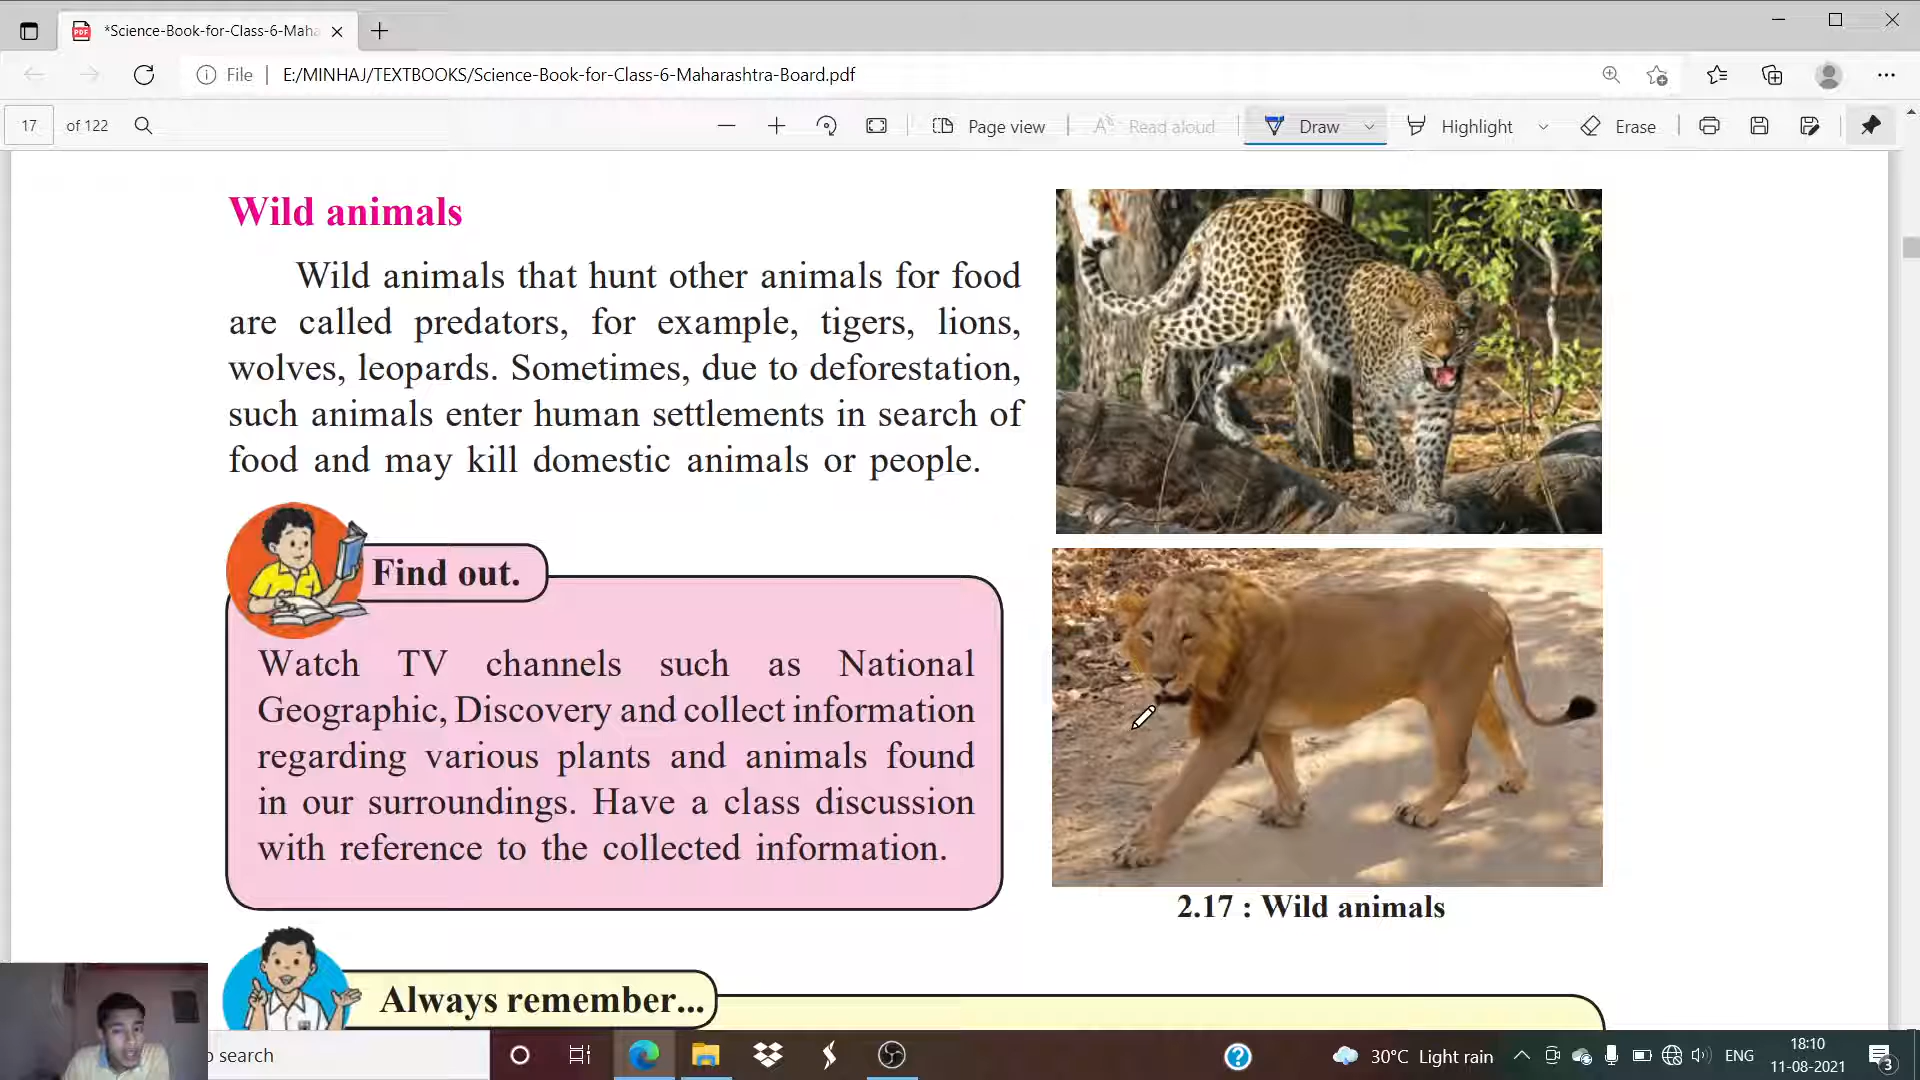 *Science-Book-for-Class-6-Maha
File | E:/MINHAJ/TEXTBOOKS/Science-Book-for-Class-6-Maharashtra-Board.pdf
17 of 122 Page view Read aloud Draw Highlight Erase
Wild animals
Wild animals that hunt other animals for food
are called predators, for example, tigers, lions,
wolves, leopards. Sometimes, due to deforestation,
such animals enter human settlements in search of
food and may kill domestic animals or people.
Find out.
Watch TV channels such as National
Geographic, Discovery and collect information
regarding various plants and animals found
in our surroundings. Have a class discussion
with reference to the collected information.
2.17 : Wild animals
Always remember...
search
30°C Light rain
ENG
18:10
11-08-2021
3